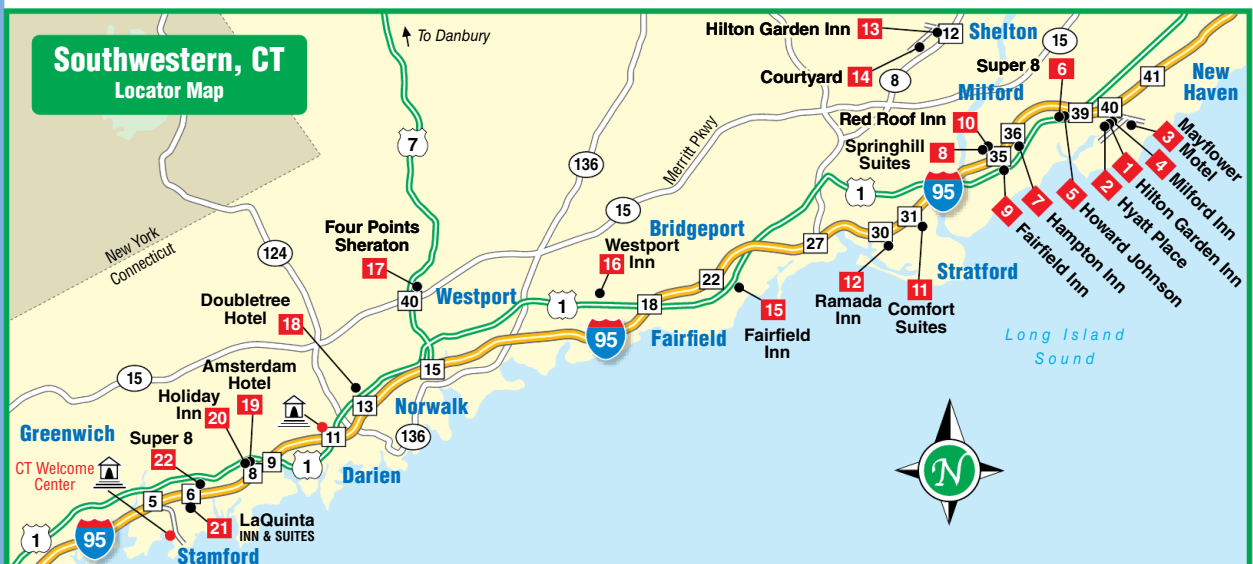 Southwestern, CT
Locator Map
To Danbury
Hilton Garden Inn 13
12
Shelton
15
Courtyard 14
8
Super 8
6
41
New
Haven
Milford
39
40
Red Roof Inn 10
36
Springhill
Suites 8
35
7
136
Merritt Pkwy
1
95
3 Mayflower
Motel
4 Milford Inn
1 Hilton Garden Inn
2 Hyatt Place
5 Howard Johnson
7 Hampton Inn
9 Fairfield Inn
New York
Connecticut
124
Four Points
Sheraton
17
15
Bridgeport
Westport
Inn
16
27
30
31
Stratford
12
Ramada
Inn
11
Comfort
Suites
22
40
Westport
1
18
15
Fairfield
Inn
95
Fairfield
Long Island
Sound
Doubletree
Hotel
18
15
15
Amsterdam
Hotel
19
Holiday
Inn 20
13
Norwalk
136
11
Greenwich
Super 8
22
9
8
1
Darien
CT Welcome
Center
5
6
21 LaQuinta
INN & SUITES
1
95
Stamford
N